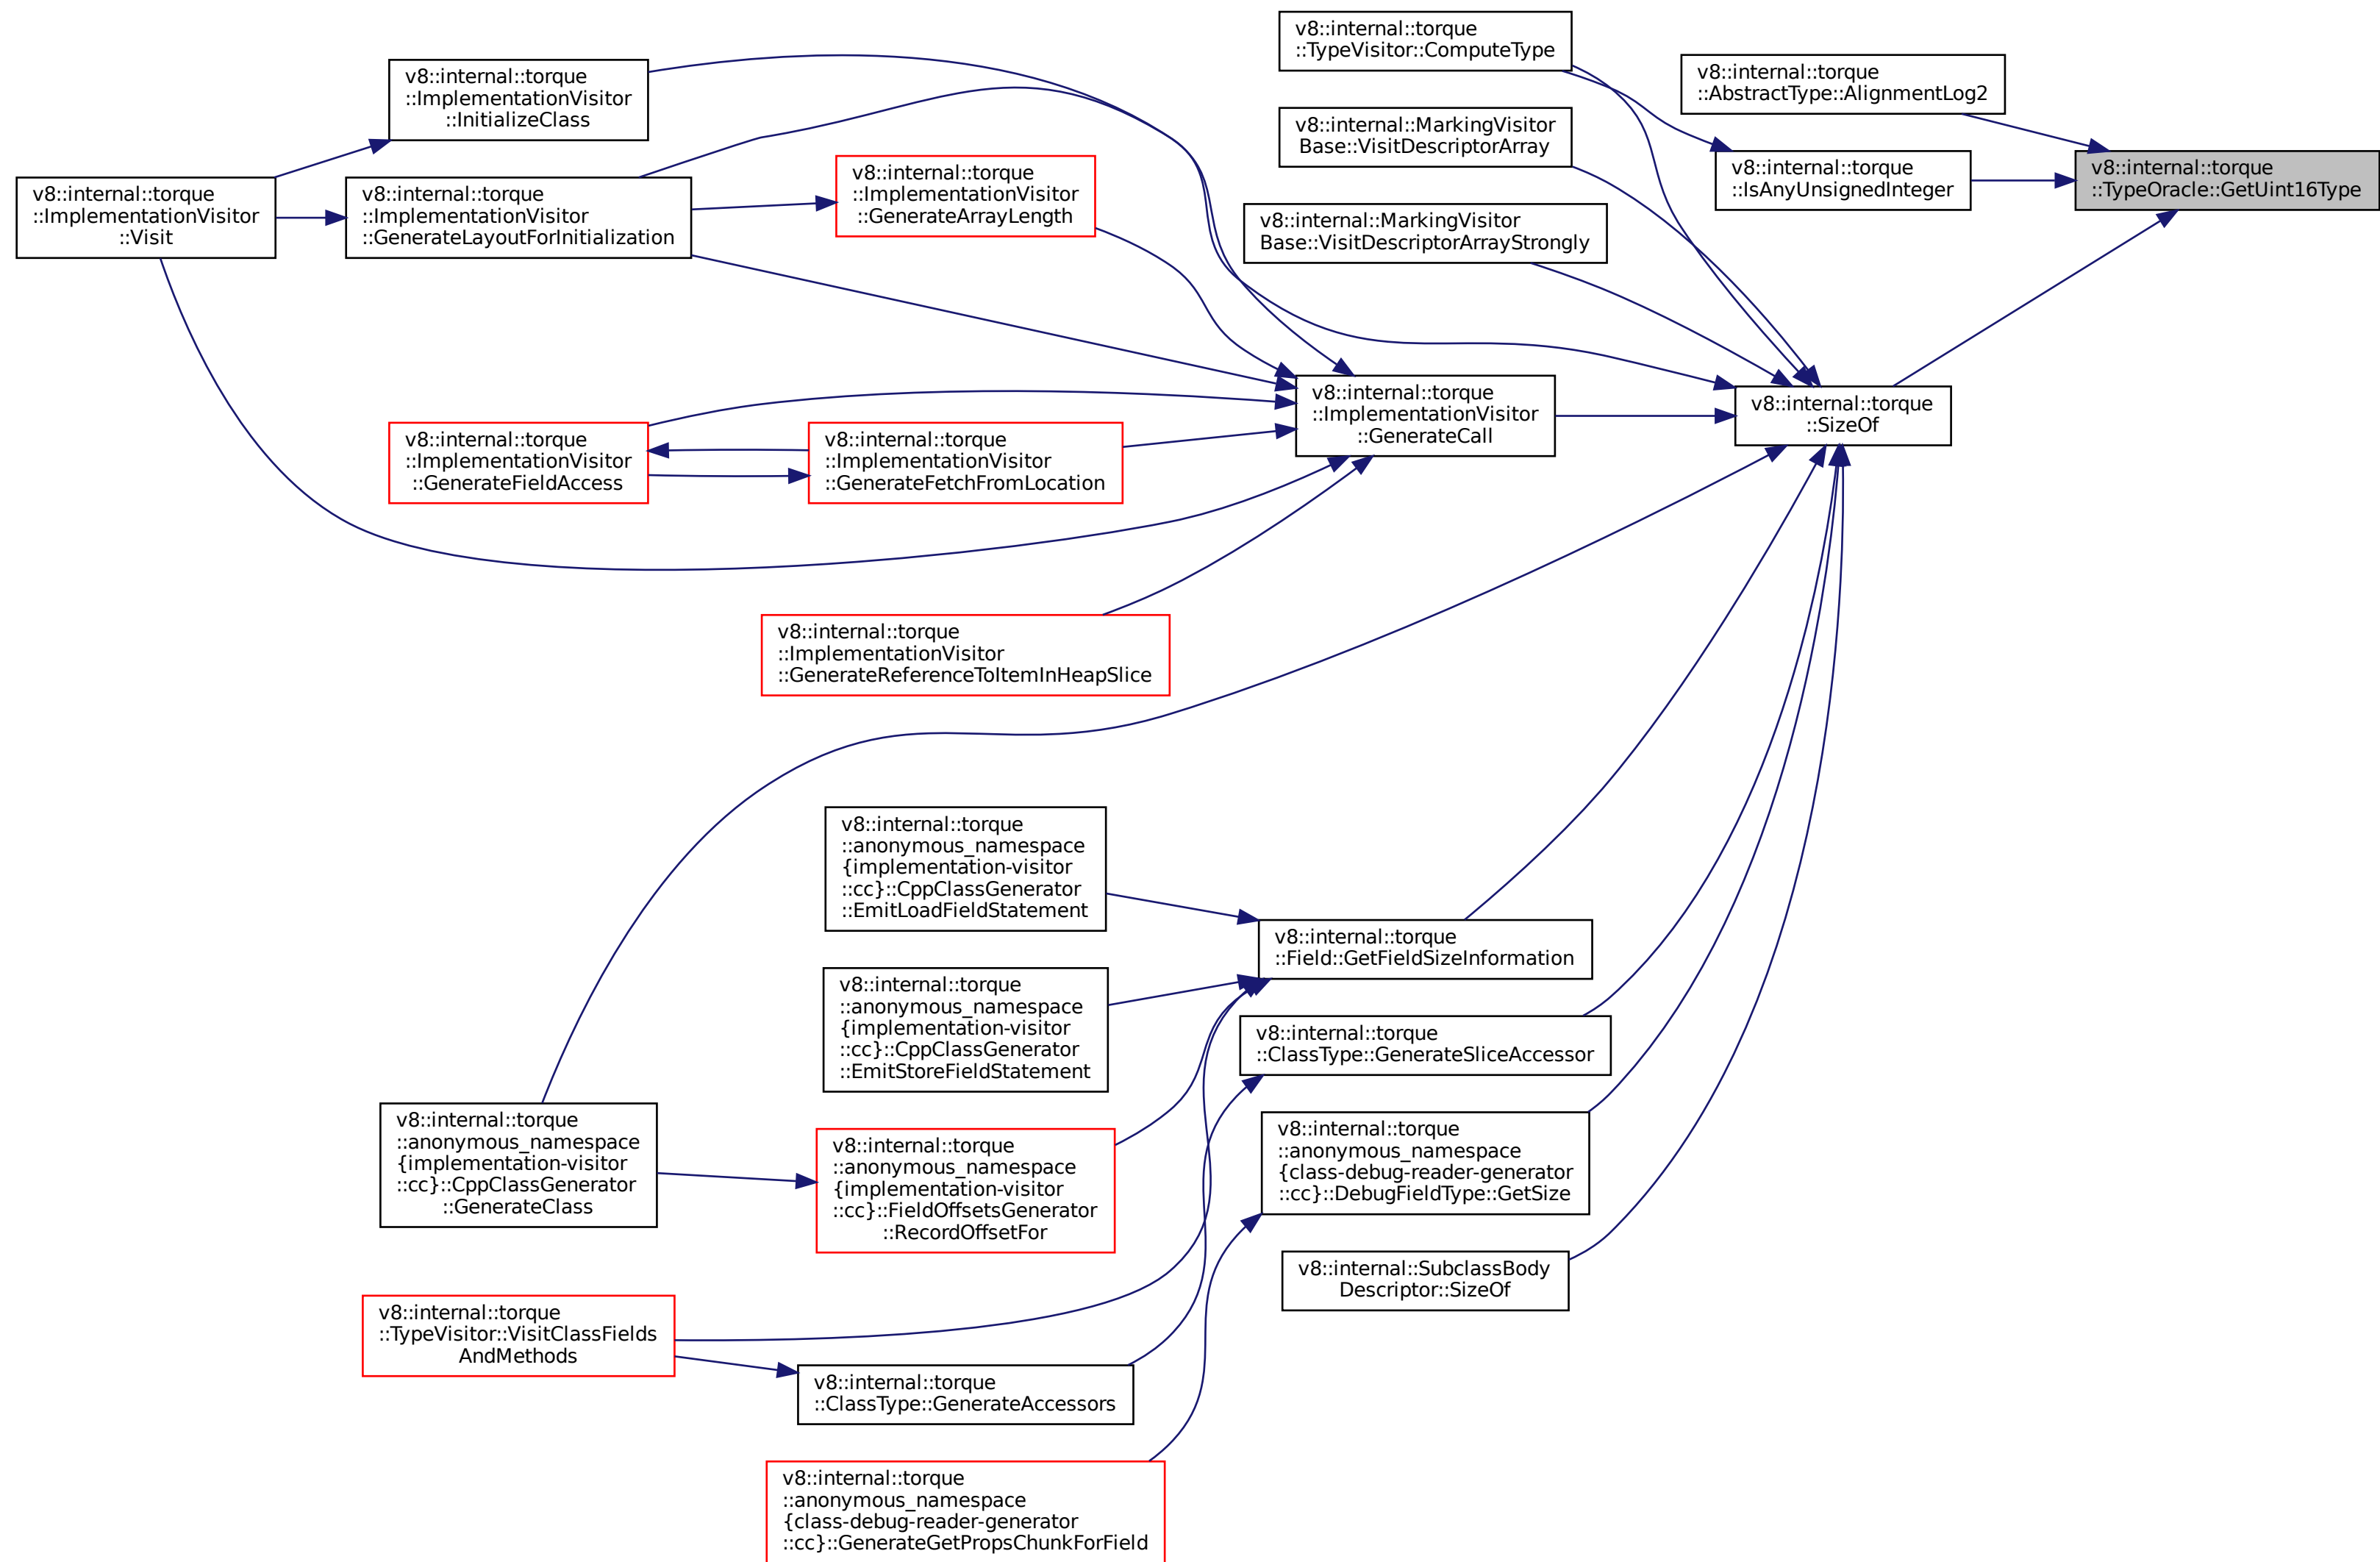 v8::internal::torque
::TypeVisitor::ComputeType
v8::internal::torque
::AbstractType::AlignmentLog2
v8::internal::torque
::ImplementationVisitor
::InitializeClass
v8::internal::MarkingVisitor
Base::VisitDescriptorArray
v8::internal::torque
::IsAnyUnsignedInteger
v8::internal::torque
::TypeOracle::GetUint16Type
v8::internal::torque
::ImplementationVisitor
::Visit
v8::internal::torque
::ImplementationVisitor
::GenerateLayoutForInitialization
v8::internal::torque
::ImplementationVisitor
::GenerateArrayLength
v8::internal::MarkingVisitor
Base::VisitDescriptorArrayStrongly
v8::internal::torque
::ImplementationVisitor
::GenerateCall
v8::internal::torque
::SizeOf
v8::internal::torque
::ImplementationVisitor
::GenerateFieldAccess
v8::internal::torque
::ImplementationVisitor
::GenerateFetchFromLocation
v8::internal::torque
::ImplementationVisitor
::GenerateReferenceToItemInHeapSlice
v8::internal::torque
::anonymous_namespace
{implementation-visitor
::cc}::CppClassGenerator
::EmitLoadFieldStatement
v8::internal::torque
::Field::GetFieldSizeInformation
v8::internal::torque
::anonymous_namespace
{implementation-visitor
::cc}::CppClassGenerator
::EmitStoreFieldStatement
v8::internal::torque
::ClassType::GenerateSliceAccessor
v8::internal::torque
::anonymous_namespace
{implementation-visitor
::cc}::CppClassGenerator
::GenerateClass
v8::internal::torque
::anonymous_namespace
{implementation-visitor
::cc}::FieldOffsetsGenerator
::RecordOffsetFor
v8::internal::torque
::anonymous_namespace
{class-debug-reader-generator
::cc}::DebugFieldType::GetSize
v8::internal::SubclassBody
Descriptor::SizeOf
v8::internal::torque
::TypeVisitor::VisitClassFields
AndMethods
v8::internal::torque
::ClassType::GenerateAccessors
v8::internal::torque
::anonymous_namespace
{class-debug-reader-generator
::cc}::GenerateGetPropsChunkForField